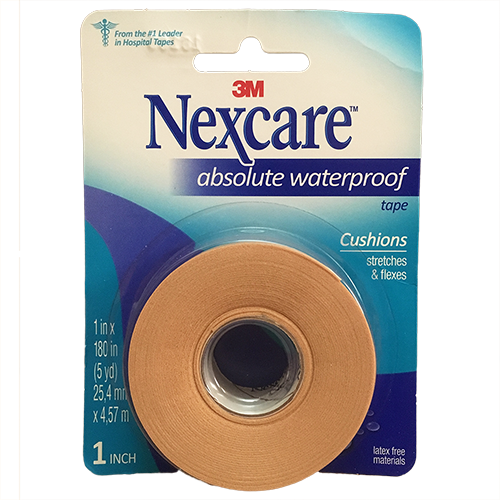 From the #1 Leader
in Hospital Tapes
3M
Nexcare™
absolute waterproof
tape
Cushions
stretches
& flexes
1 in x
180 in
(5 yd)
25,4 mm
x 4,57 m
1 INCH
latex free
materials